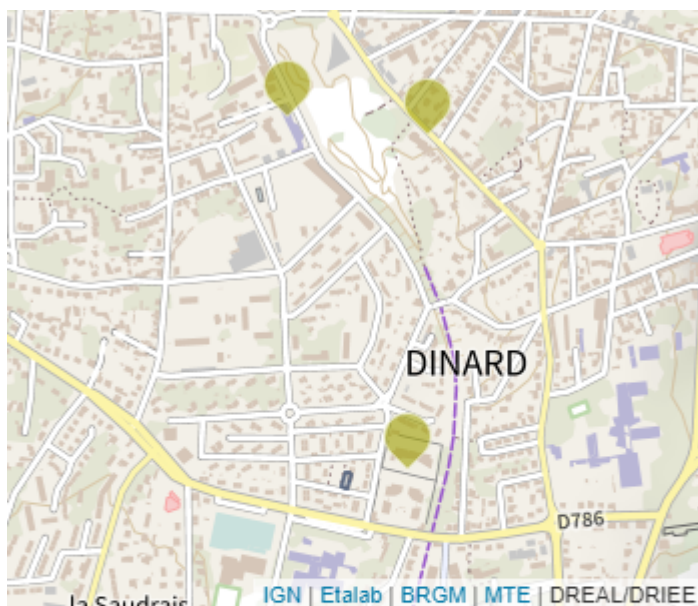 DINARD
D786
la Saudrais
IGN | Etalab | BRGM | MTE | DREAL/DRIEE